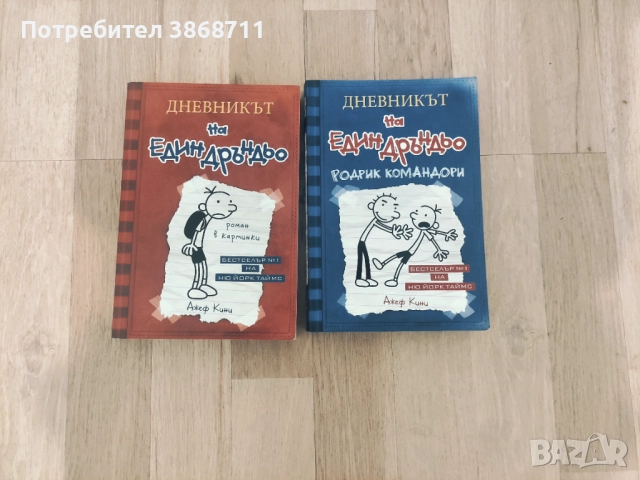 Потребител 3868711
ДНЕВНИКЪТ
на
ЕДИН ДРЪНДЬО
роман
в картинки
БЕСТСЕЛЪР №1
НА
НЮ ЙОРК ТАЙМС
Джеф Кини
ДНЕВНИКЪТ
на
ЕДИН ДРЪНДЬО
РОДРИК КОМАНДОРИ
БЕСТСЕЛЪР №1
НА
НЮ ЙОРК ТАЙМС
Джеф Кини
BAZAR